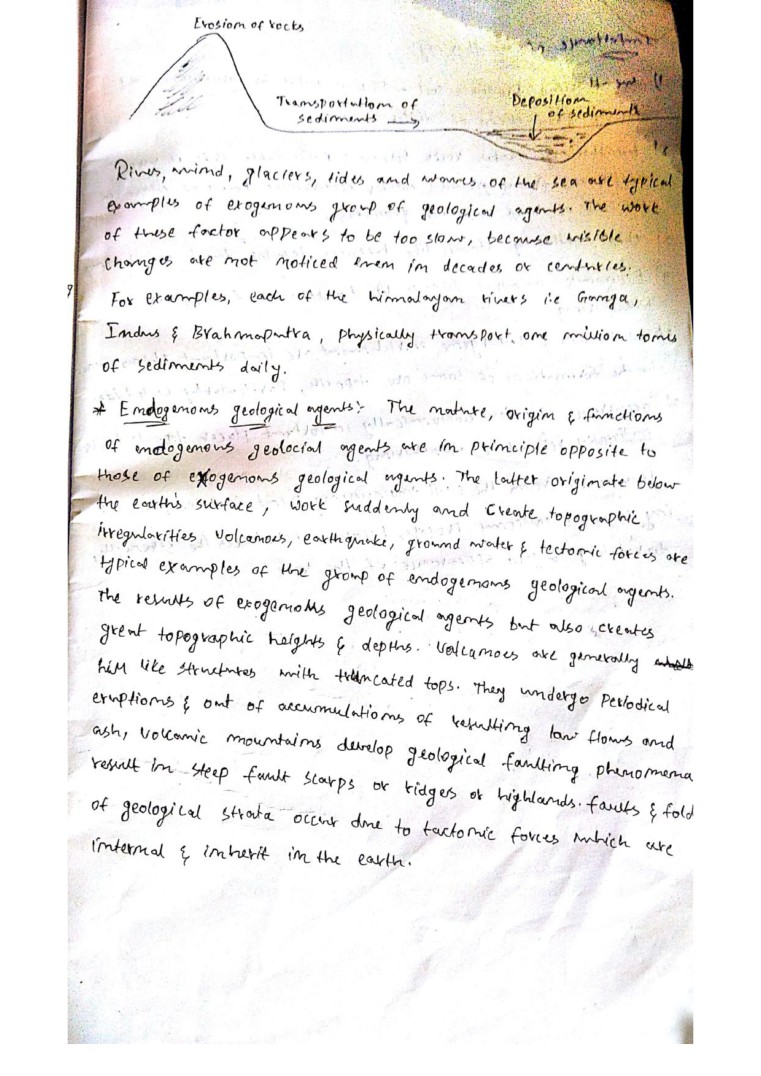 Erosion of rocks
Transportation of
sediments →
Deposition
of sediments
Rives, wind, glaciers, tides and waves of the sea are typical
examples of exogenous group of geological agents. The work
of these factor appears to be too slow, because visible
changes are not noticed even in decades or centuries.
For examples, each of the himalayan rivers i.e Ganga,
Indus & Brahmaputra, physically transport one million tonns
of sediments daily.
* Endogenous geological agents:- The nature, origin & functions
of endogenous geolocial agents are in principle opposite to
those of exogenous geological agents. The latter originate below
the earth's surface, work suddenly and create topographic
irregularities volcanoes, earthquake, ground water & tectonic forces are
typical examples of the group of endogenous geological agents.
The results of exogenous geological agents but also creates
great topographic heights & depths. Volcanoes are generally
hill like structures with truncated tops. They undergo Periodical
eruptions & out of accumulations of resulting lav flows and
ash, volcanic mountains develop geological faulting phenomena
result in steep fault scarps or ridges or highlands. faults & fold
of geological strata occur due to tactonic forces which are
internal & inherit in the earth.